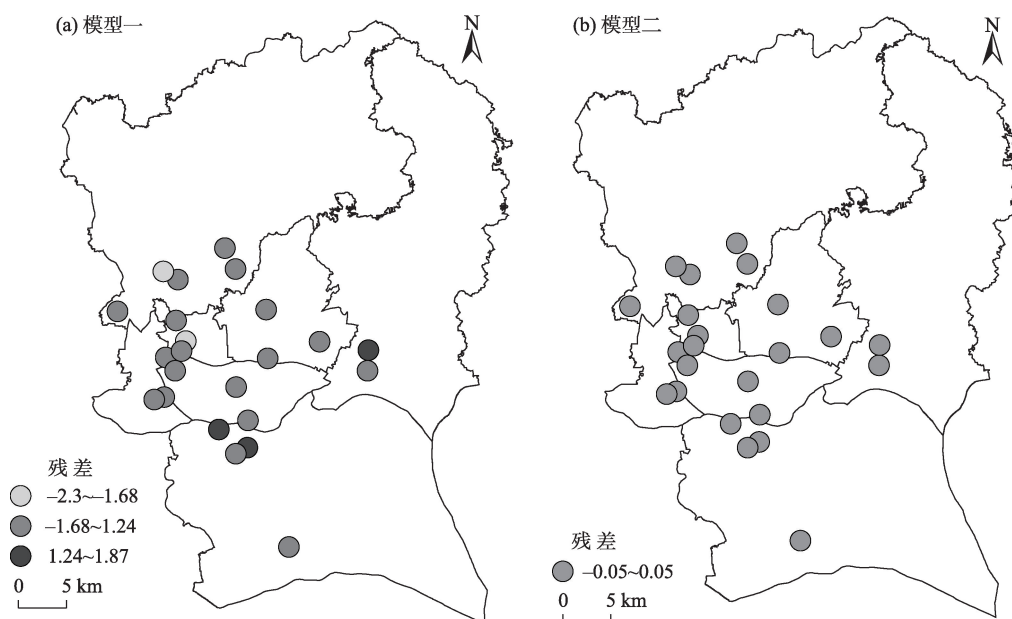 (a) 模型一
N
残 差
–2.3~–1.68
–1.68~1.24
1.24~1.87
0 5 km
(b) 模型二
N
残 差
–0.05~0.05
0 5 km